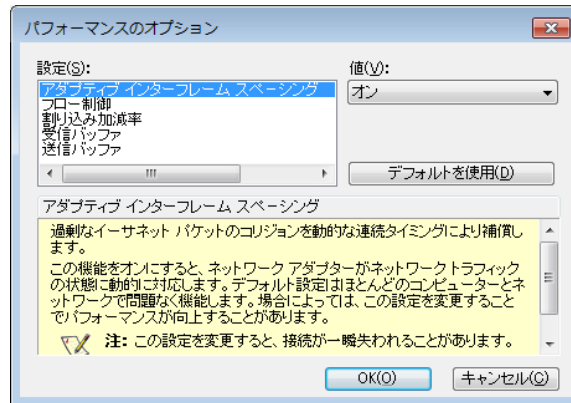 パフォーマンスのオプション
設定(S):
値(V):
アダプティブ インターフレーム スペーシング
オン
フロー制御
割り込み加減率
受信バッファ
送信バッファ
デフォルトを使用(D)
アダプティブ インターフレーム スペーシング
過剰なイーサネット パケットのコリジョンを動的な連続タイミングにより補償し
ます。
この機能をオンにすると、ネットワーク アダプターがネットワークトラフィック
の状態に動的に対応します。デフォルト設定はほとんどのコンピューターとネ
ットワークで問題なく機能します。場合によっては、この設定を変更すること
でパフォーマンスが向上することがあります。
注: この設定を変更すると、接続が一瞬失われることがあります。
OK(O)
キャンセル(C)